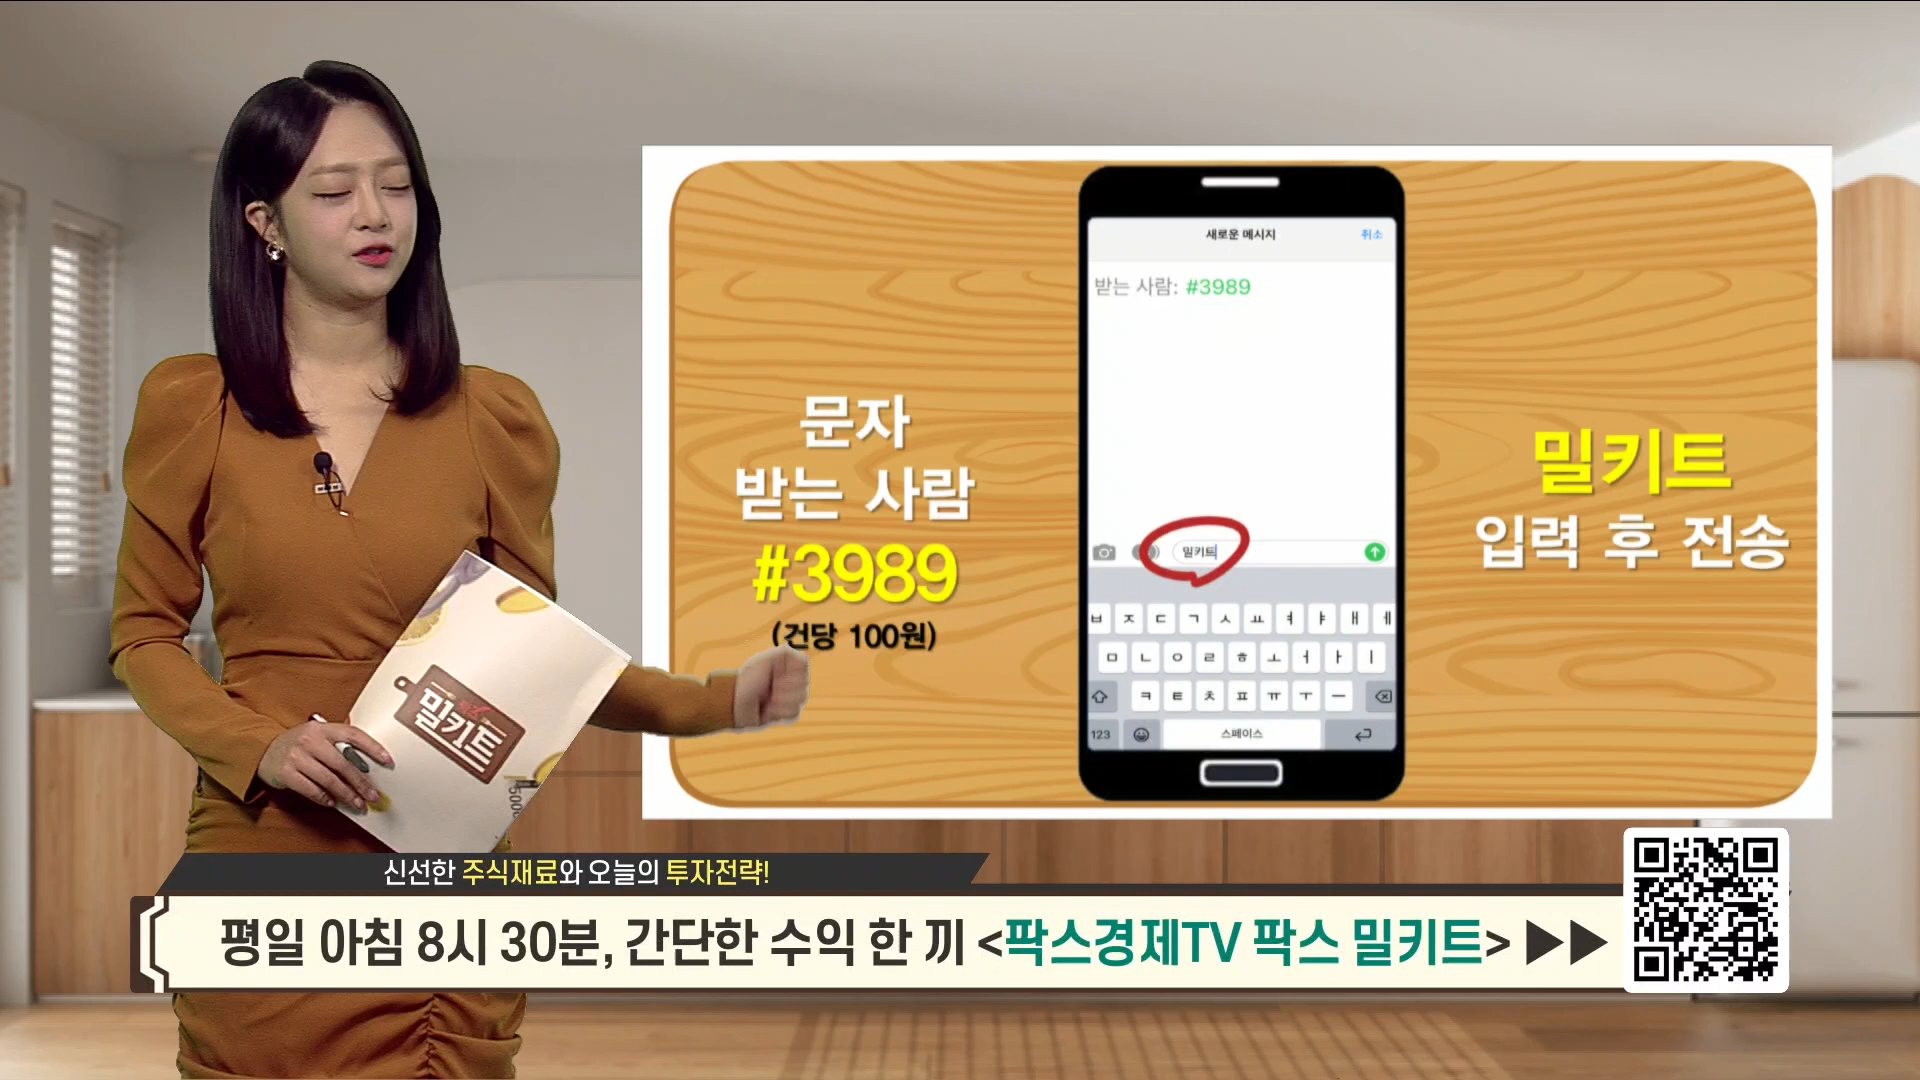 새로운 메시지
취소
받는 사람: #3989
문자
받는 사람
#3989
(건당 100원)
밀키트
입력 후 전송
밀키트
ㅂ ㅈ ㄷ ㄱ ㅅ ㅛ ㅕ ㅑ ㅐ ㅔ
ㅁ ㄴ ㅇ ㄹ ㅎ ㅗ ㅓ ㅏ ㅣ
ㅋ ㅌ ㅊ ㅍ ㅠ ㅜ ㅡ
123
스페이스
밀키트
신선한 주식재료와 오늘의 투자전략!
평일 아침 8시 30분, 간단한 수익 한 끼 <팍스경제TV 팍스 밀키트> ▶▶